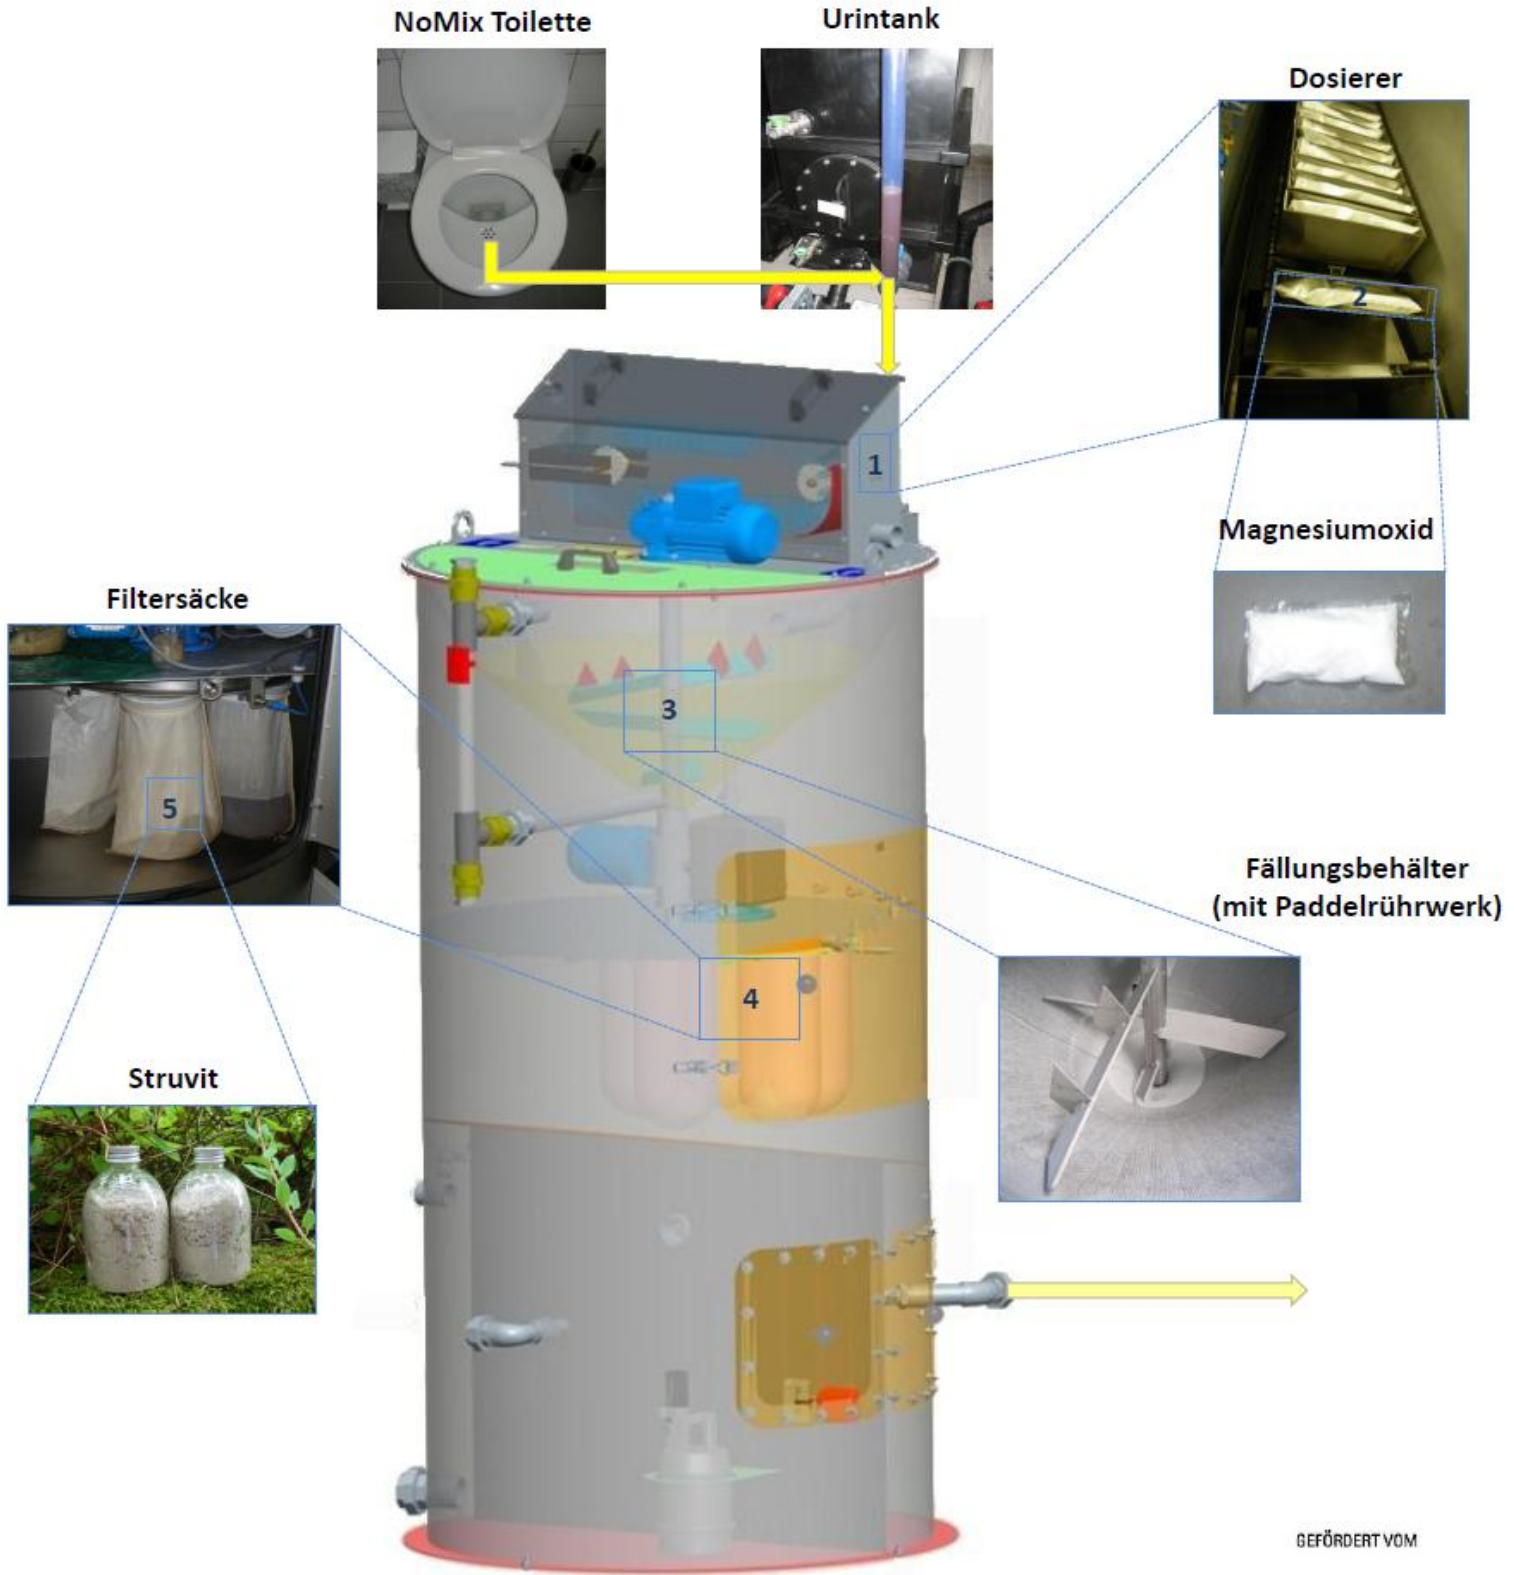 NoMix Toilette
Urintank
Dosierer
2
1
Magnesiumoxid
Filtersäcke
3
5
Fällungsbehälter
(mit Paddelrührwerk)
4
Struvit
GEFÖRDERT VOM